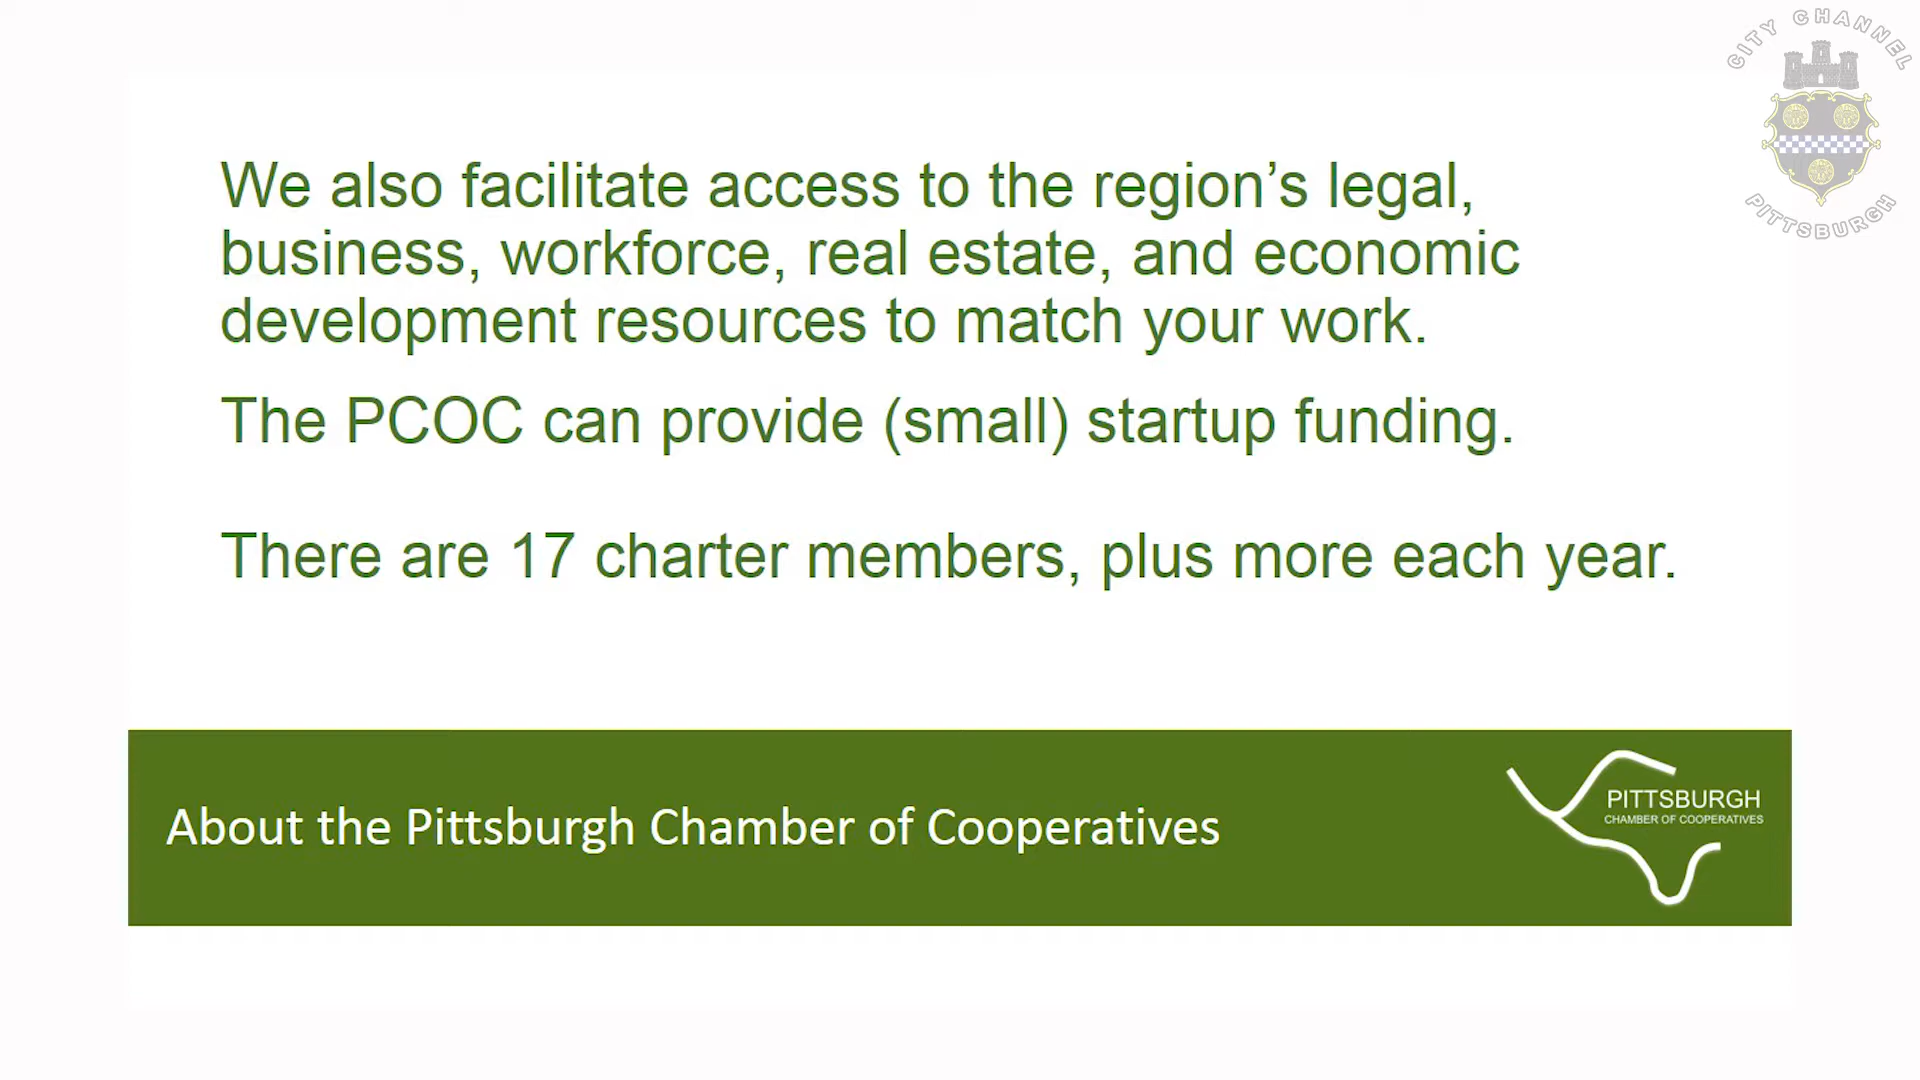 CITY CHANNEL
PITTSBURGH
We also facilitate access to the region’s legal,
business, workforce, real estate, and economic
development resources to match your work.
The PCOC can provide (small) startup funding.
There are 17 charter members, plus more each year.
About the Pittsburgh Chamber of Cooperatives
PITTSBURGH
CHAMBER OF COOPERATIVES